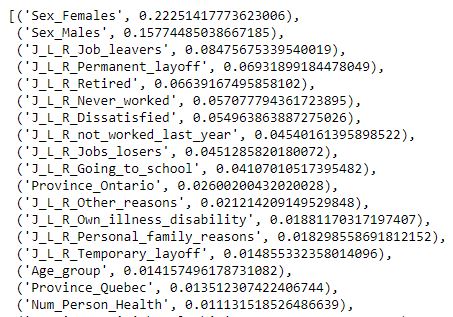 [('Sex_Females', 0.22251417773623006),
('Sex_Males', 0.15774485038667185),
('J_L_R_Job_leavers', 0.08475675339540019),
('J_L_R_Permanent_layoff', 0.06931899184478049),
('J_L_R_Retired', 0.06639167495858102),
('J_L_R_Never_worked', 0.057077794361723895),
('J_L_R_Dissatisfied', 0.054963863887275026),
('J_L_R_not_worked_last_year', 0.04540161395898522),
('J_L_R_Jobs_losers', 0.0451285820180072),
('J_L_R_Going_to_school', 0.04107010517395482),
('Province_Ontario', 0.02600200432020028),
('J_L_R_Other_reasons', 0.021214209149529848),
('J_L_R_Own_illness_disability', 0.01881170317197407),
('J_L_R_Personal_family_reasons', 0.018298558691812152),
('J_L_R_Temporary_layoff', 0.014855332358014096),
('Age_group', 0.014157496178731082),
('Province_Quebec', 0.013512307422406744),
('Num_Person_Health', 0.011131518526486639),